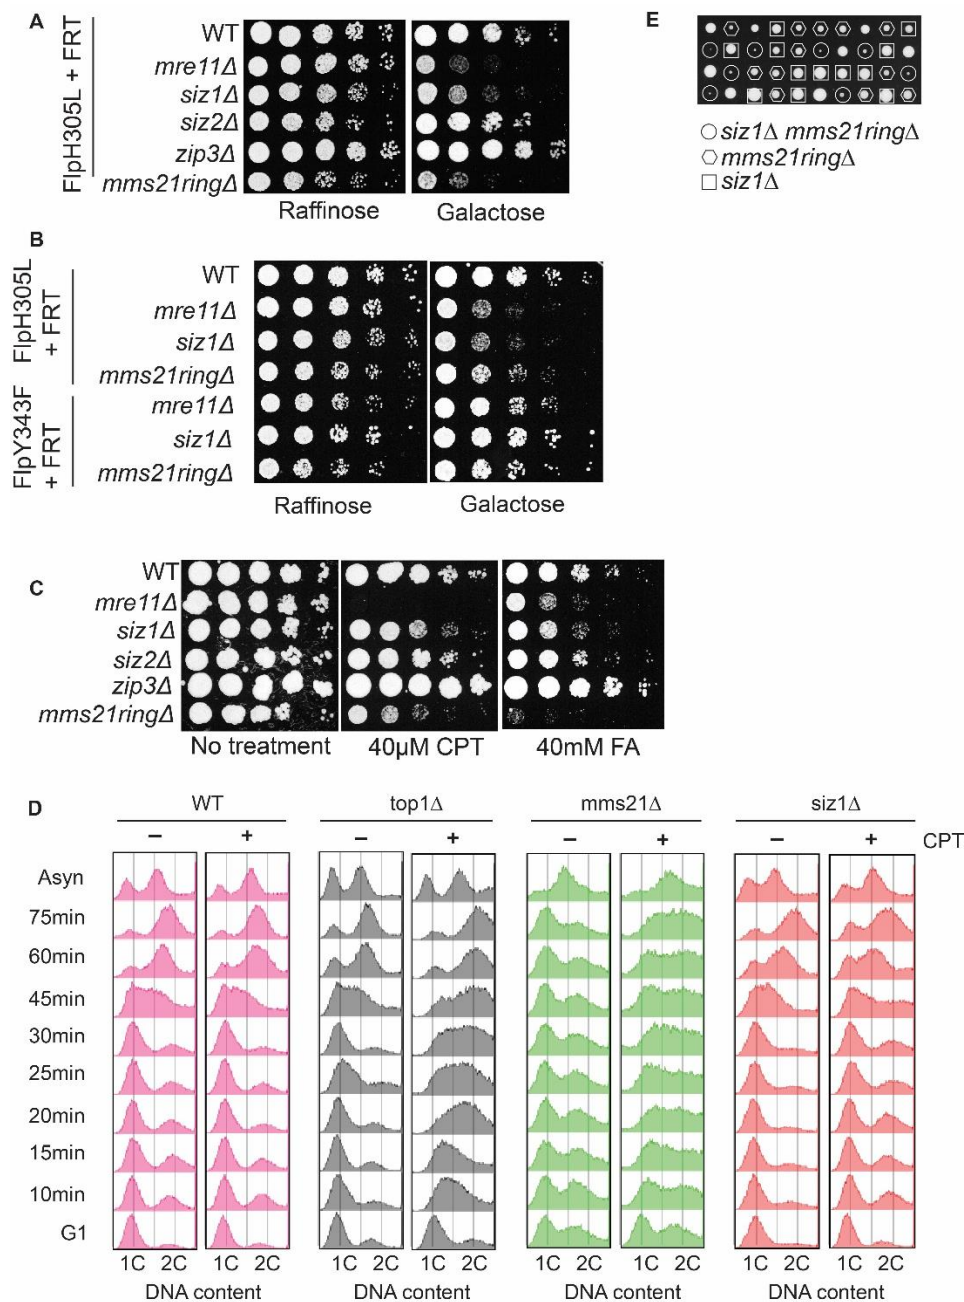 A
FlpH305L + FRT
WT
mre11Δ
siz1Δ
siz2Δ
zip3Δ
mms21ringΔ
Raffinose
Galactose
E
siz1Δ mms21ringΔ
mms21ringΔ
siz1Δ
B
FlpH305L
+ FRT
FlpY343F
+ FRT
WT
mre11Δ
siz1Δ
mms21ringΔ
mre11Δ
siz1Δ
mms21ringΔ
Raffinose
Galactose
C
WT
mre11Δ
siz1Δ
siz2Δ
zip3Δ
mms21ringΔ
No treatment
40µM CPT
40mM FA
D
WT
top1Δ
mms21Δ
siz1Δ
– + – + – + – + CPT
Asyn
75min
60min
45min
30min
25min
20min
15min
10min
G1
1C 2C 1C 2C 1C 2C 1C 2C 1C 2C 1C 2C 1C 2C 1C 2C
DNA content DNA content DNA content DNA content